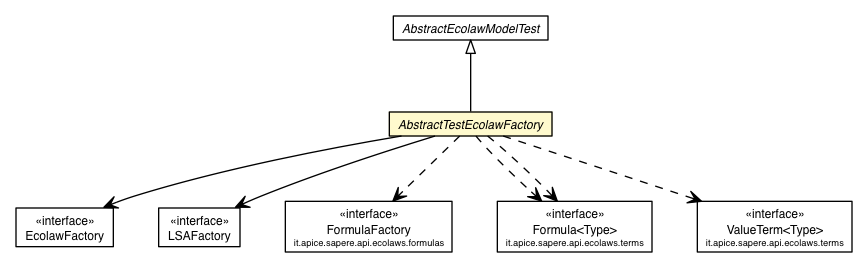 AbstractEcolawModelTest
AbstractTestEcolawFactory
«interface»
EcolawFactory
«interface»
LSAFactory
«interface»
FormulaFactory
it.apice.sapere.api.ecolaws.formulas
«interface»
Formula<Type>
it.apice.sapere.api.ecolaws.terms
«interface»
ValueTerm<Type>
it.apice.sapere.api.ecolaws.terms